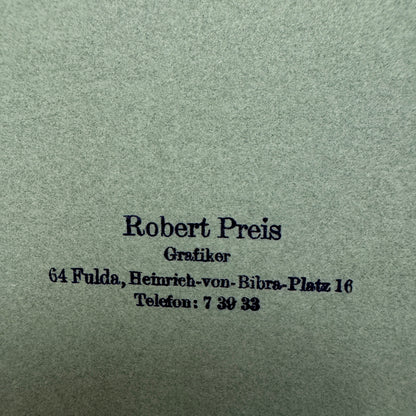 Robert Preis
Grafiker
64 Fulda, Heinrich-von-Bibra-Platz 16
Telefon: 7 39 33